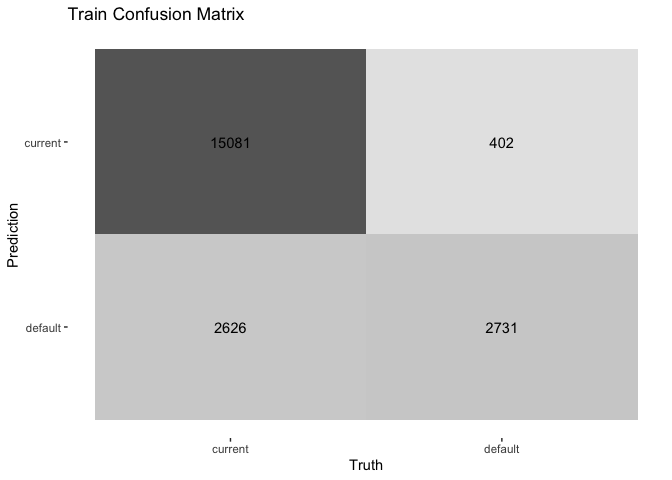 Train Confusion Matrix
Prediction
current
15081
402
default
2626
2731
current
default
Truth